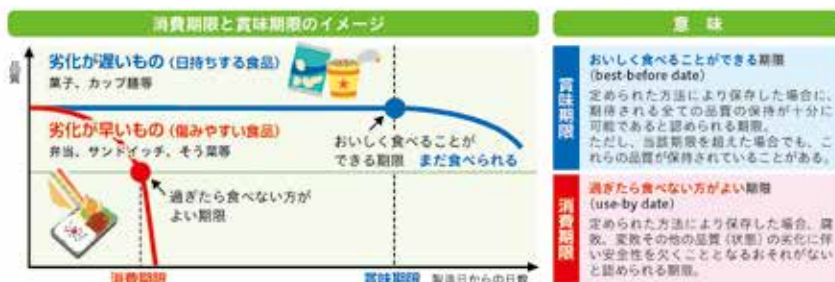 消費期限と賞味期限のイメージ
品質
劣化が遅いもの（日持ちする食品）
菓子、カップ麺等
劣化が早いもの（傷みやすい食品）
弁当、サンドイッチ、そう菜等
おいしく食べることが
できる期限 まだ食べられる
過ぎたら食べない方が
よい期限
消費期限
賞味期限 製造日からの日数
意味
賞味期限
おいしく食べることができる期限
(best-before date)
定められた方法により保存した場合に、
期待される全ての品質の保持が十分に
可能であると認められる期限。
ただし、当該期限を超えた場合でも、こ
れらの品質が保持されていることがある。
消費期限
過ぎたら食べない方がよい期限
(use-by date)
定められた方法により保存した場合、腐
敗、変敗その他の品質（状態）の劣化に伴
い安全性を欠くこととなるおそれがない
と認められる期限。